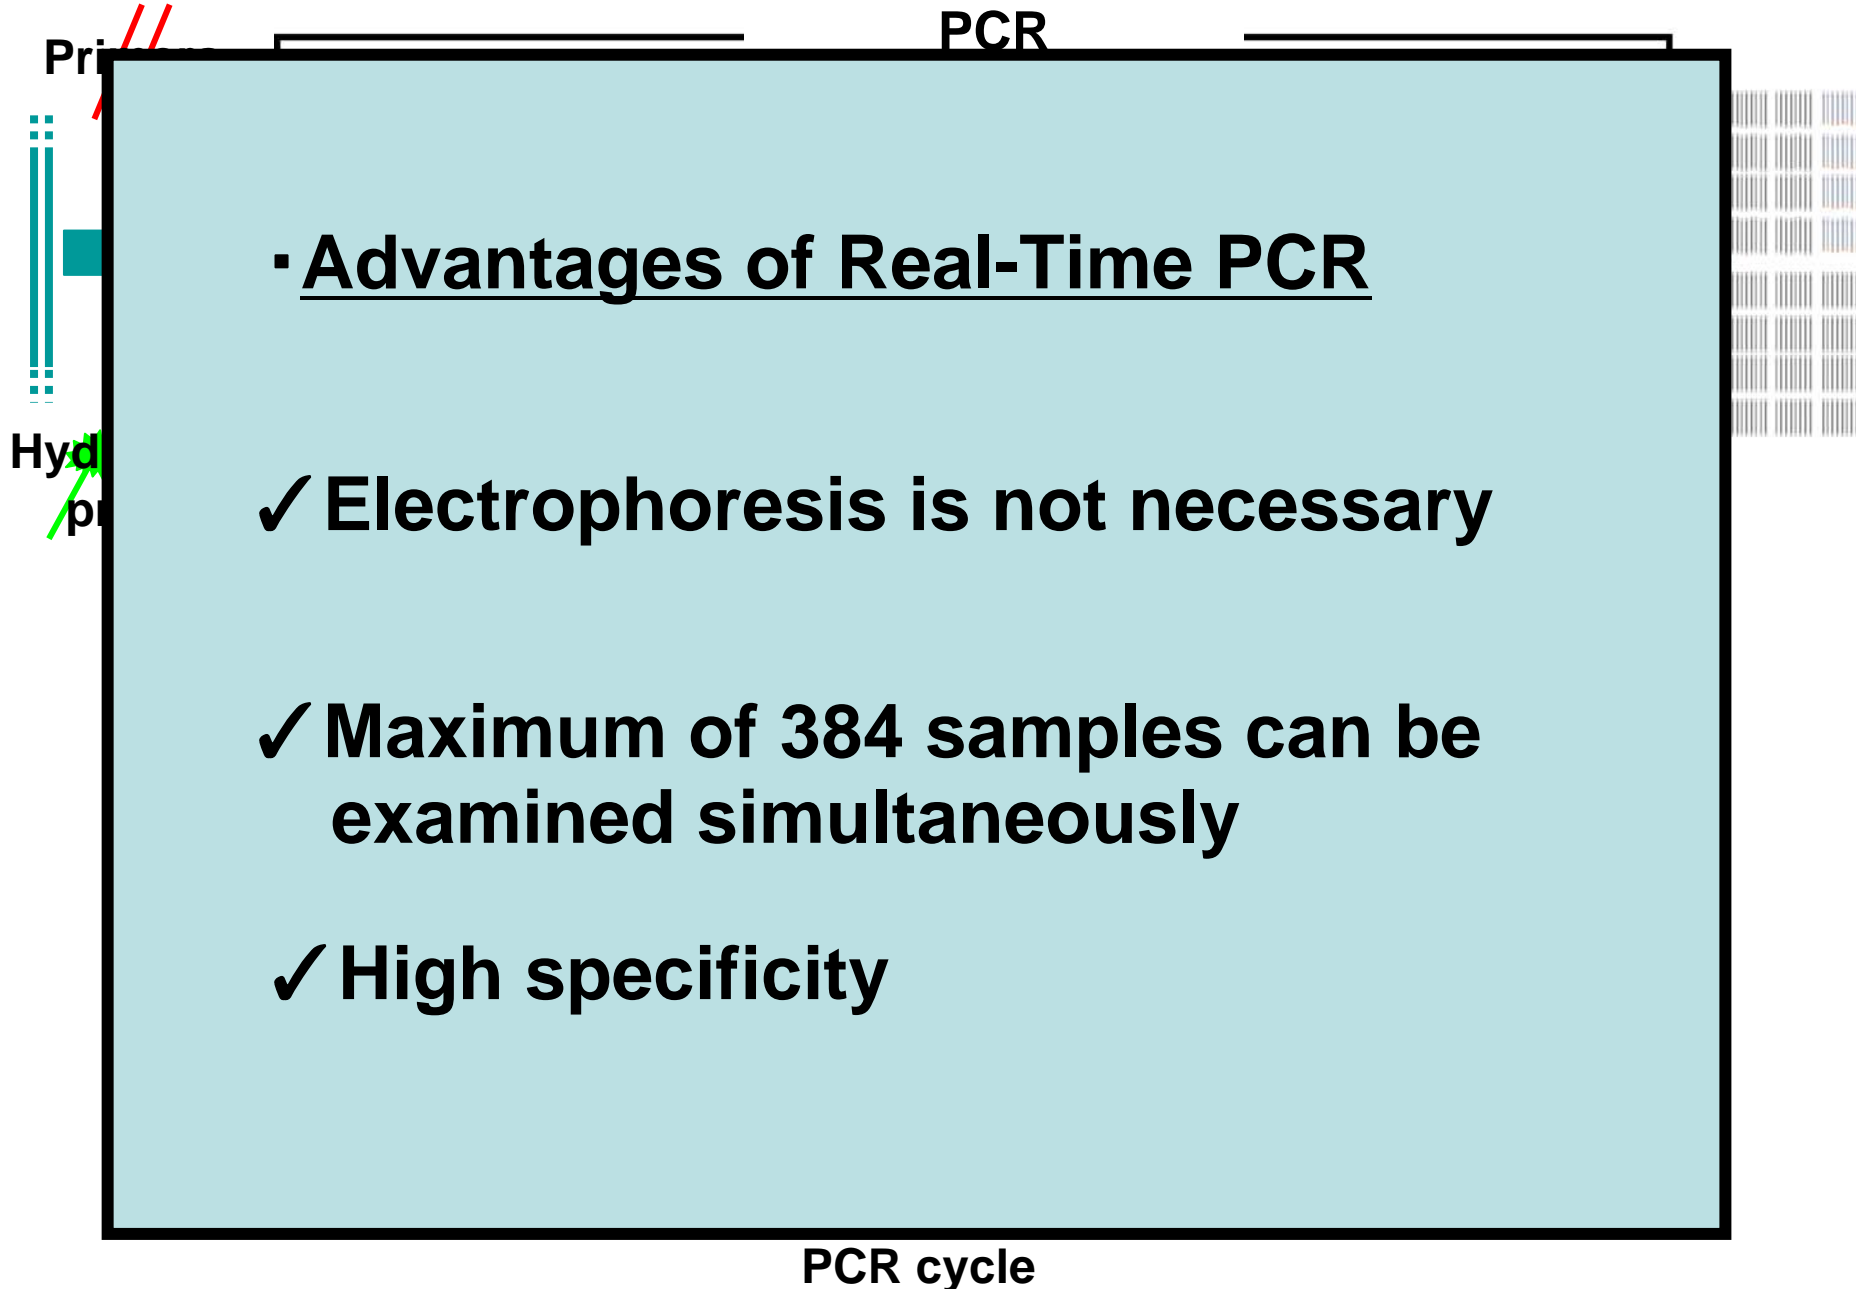 PCR
· Advantages of Real-Time PCR
✓Electrophoresis is not necessary
✓Maximum of 384 samples can be
examined simultaneously
✓High specificity
PCR cycle